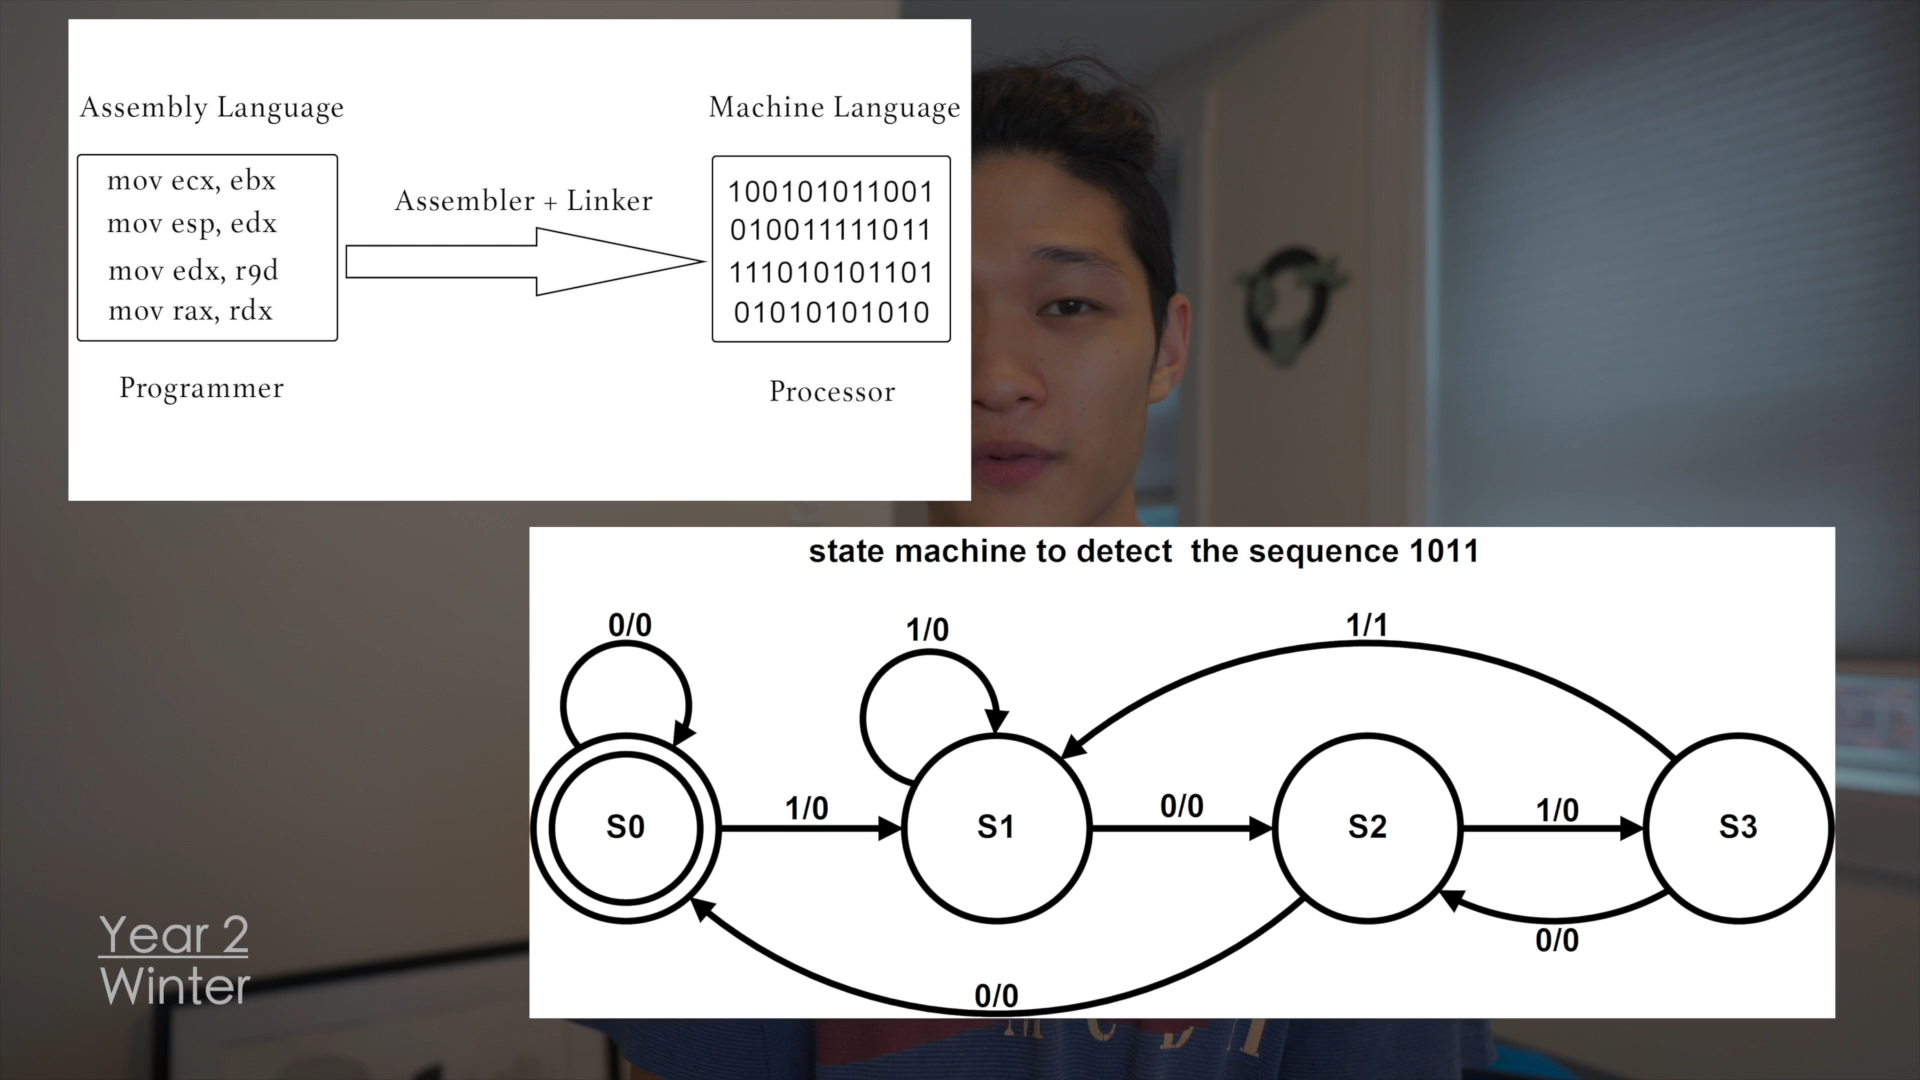 Assembly Language
Machine Language
mov ecx, ebx
mov esp, edx
mov edx, r9d
mov rax, rdx
Assembler + Linker
100101011001
010011111011
111010101101
01010101010
Programmer
Processor
state machine to detect the sequence 1011
0/0
1/0
1/1
S0
1/0
S1
0/0
S2
1/0
S3
0/0
0/0
Year 2
Winter